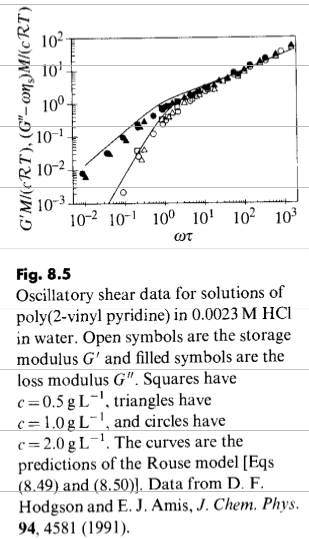 G′M/(cRT), (G″−ωηs)M/(cRT)
10²
10¹
10⁰
10⁻¹
10⁻²
10⁻³
10⁻² 10⁻¹ 10⁰ 10¹ 10² 10³
ωτ
Fig. 8.5
Oscillatory shear data for solutions of
poly(2-vinyl pyridine) in 0.0023 M HCl
in water. Open symbols are the storage
modulus G′ and filled symbols are the
loss modulus G″. Squares have
c = 0.5 g L⁻¹, triangles have
c = 1.0 g L⁻¹, and circles have
c = 2.0 g L⁻¹. The curves are the
predictions of the Rouse model [Eqs
(8.49) and (8.50)]. Data from D. F.
Hodgson and E. J. Amis, J. Chem. Phys.
94, 4581 (1991).